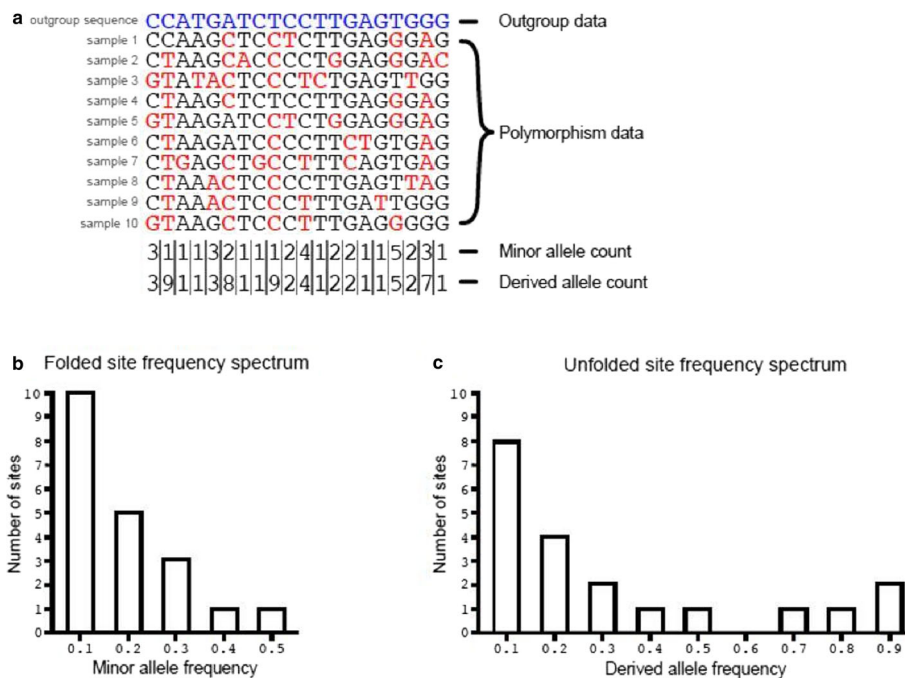 a
outgroup sequence CCATGATCTCCTTGAGTGGG Outgroup data
sample 1 CCAAGCTCCTCTTGAGGGAG
sample 2 CTAAGCACCCCTGGAGGGAC
sample 3 GTATACTCCCTCTGAGTTGG
sample 4 CTAAGCTCTCCTTGAGGGAG
sample 5 GTAAGATCCTCTGGAGGGAG
sample 6 CTAAGATCCCCTTCTGTGAG
sample 7 CTGAGCTGCCTTTCAGTGAG
sample 8 CTAAACTCCCCTTGAGTTAG
sample 9 CTAAACTCCCTTTGATTGGG
sample 10 GTAAGCTCCCTTTGAGGGGG
Polymorphism data
3|1|1|1|3|2|1|1|1|2|4|1|2|2|1|1|5|2|3|1 Minor allele count
3|9|1|1|3|8|1|1|9|2|4|1|2|2|1|1|5|2|7|1 Derived allele count
b Folded site frequency spectrum
Number of sites
10
9
8
7
6
5
4
3
2
1
0
0.1 0.2 0.3 0.4 0.5
Minor allele frequency
c Unfolded site frequency spectrum
Number of sites
10
9
8
7
6
5
4
3
2
1
0
0.1 0.2 0.3 0.4 0.5 0.6 0.7 0.8 0.9
Derived allele frequency